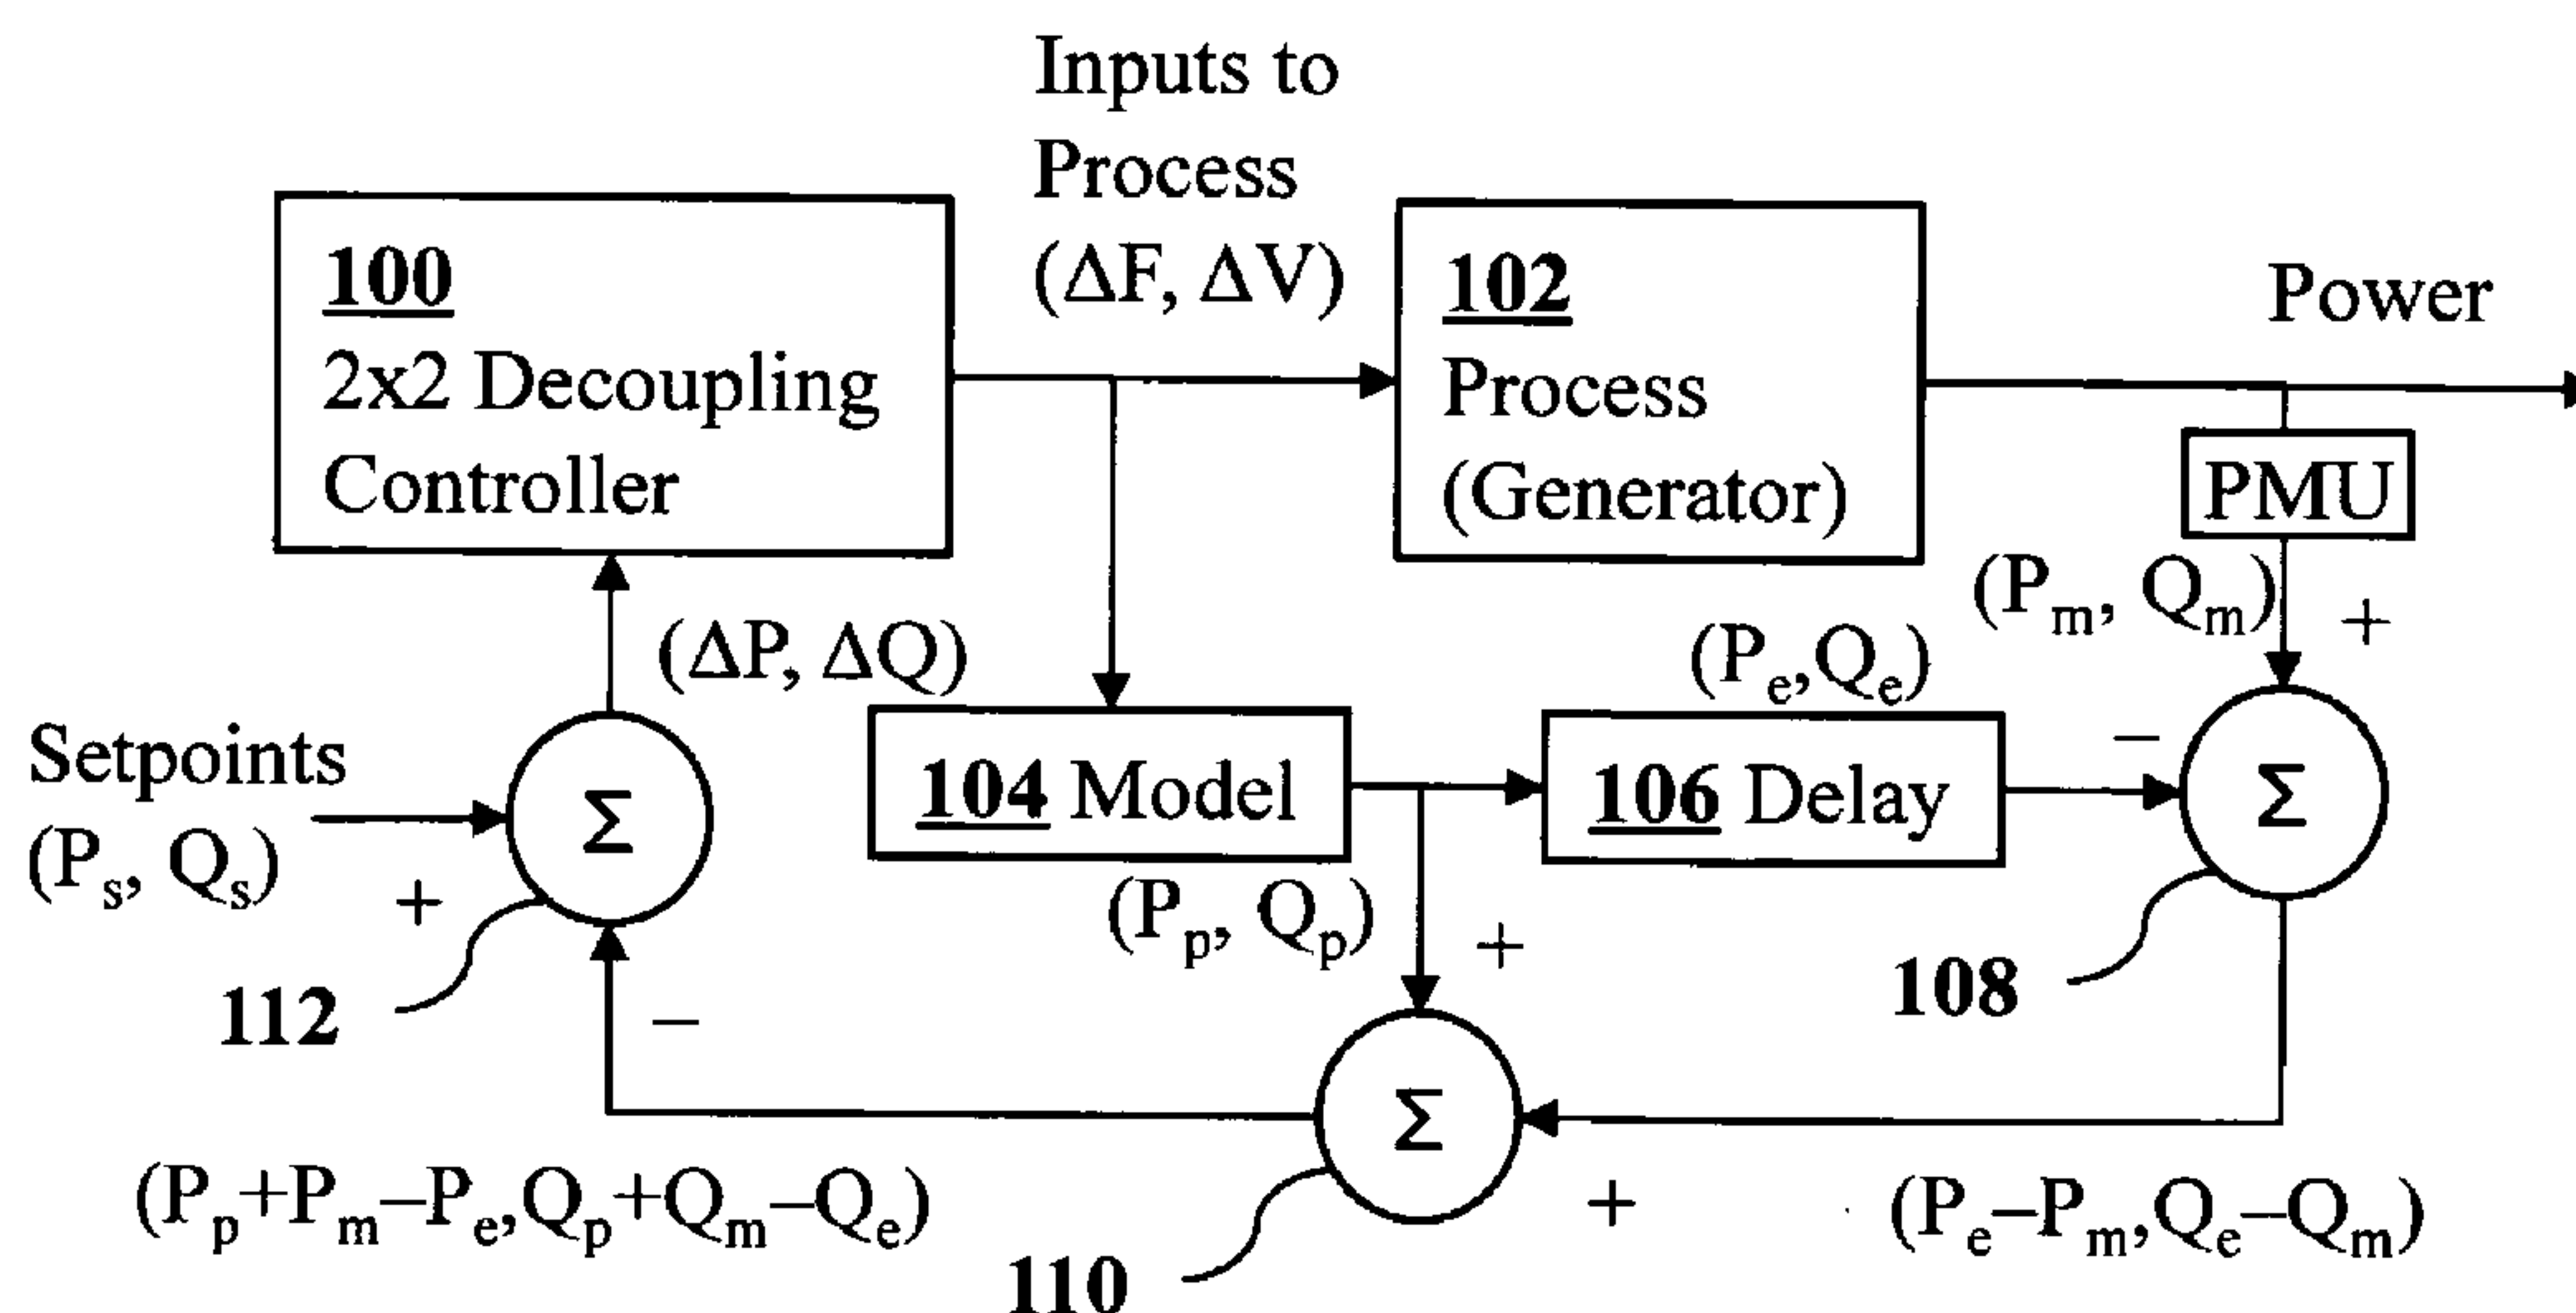 Inputs to
Process
(ΔF, ΔV)
100
2x2 Decoupling
Controller
102
Process
(Generator)
Power
PMU
(Pm, Qm)
+
(ΔP, ΔQ)
(Pe,Qe)
–
Setpoints
(Ps, Qs)
+
Σ
104 Model
106 Delay
Σ
(Pp, Qp)
+
108
112
–
Σ
(Pp+Pm–Pe,Qp+Qm–Qe)
+
(Pe–Pm,Qe–Qm)
110